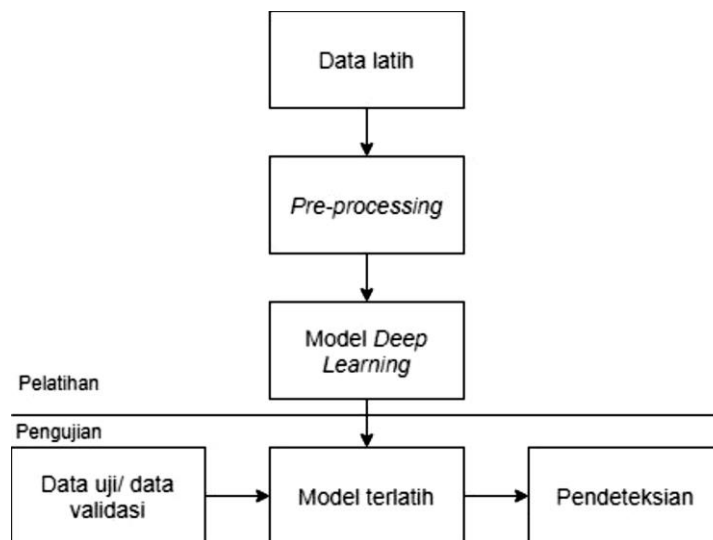 Data latih
Pre-processing
Model Deep
Learning
Pelatihan
Pengujian
Data uji/ data
validasi
Model terlatih
Pendeteksian